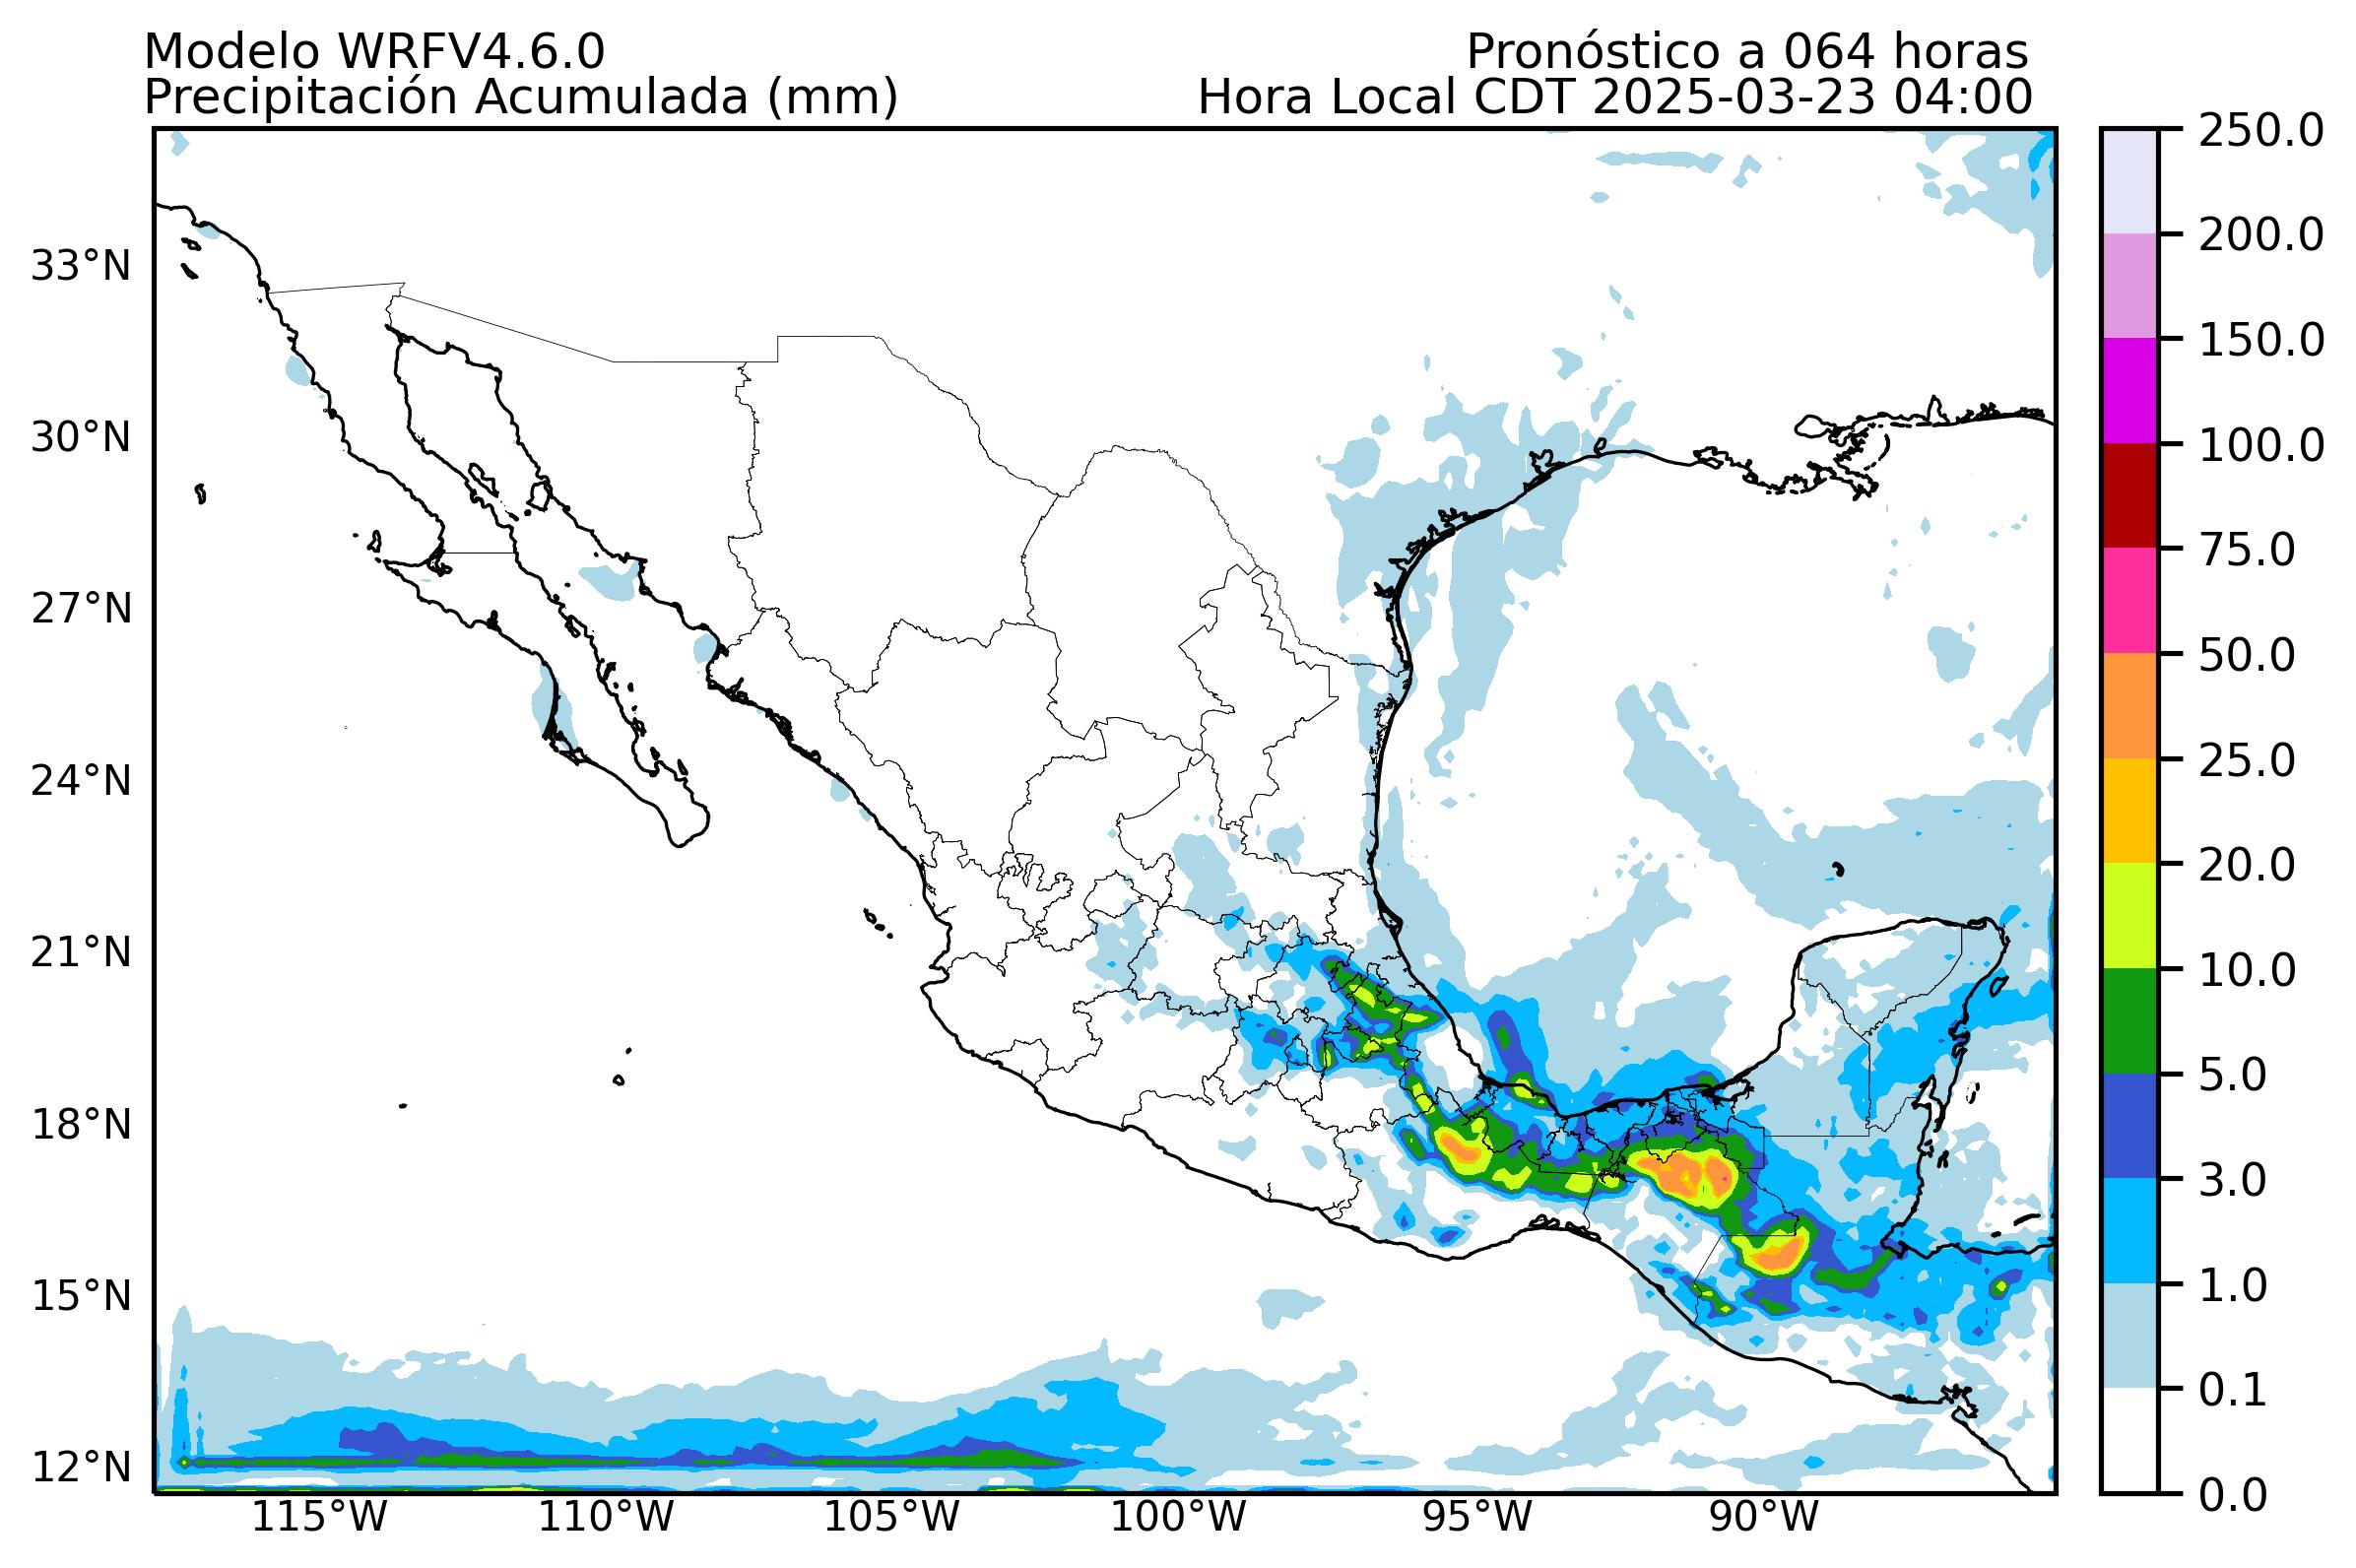 Modelo WRFV4.6.0
Pronóstico a 064 horas
Precipitación Acumulada (mm)
Hora Local CDT 2025-03-23 04:00
33°N
30°N
27°N
24°N
21°N
18°N
15°N
12°N
115°W
110°W
105°W
100°W
95°W
90°W
250.0
200.0
150.0
100.0
75.0
50.0
25.0
20.0
10.0
5.0
3.0
1.0
0.1
0.0